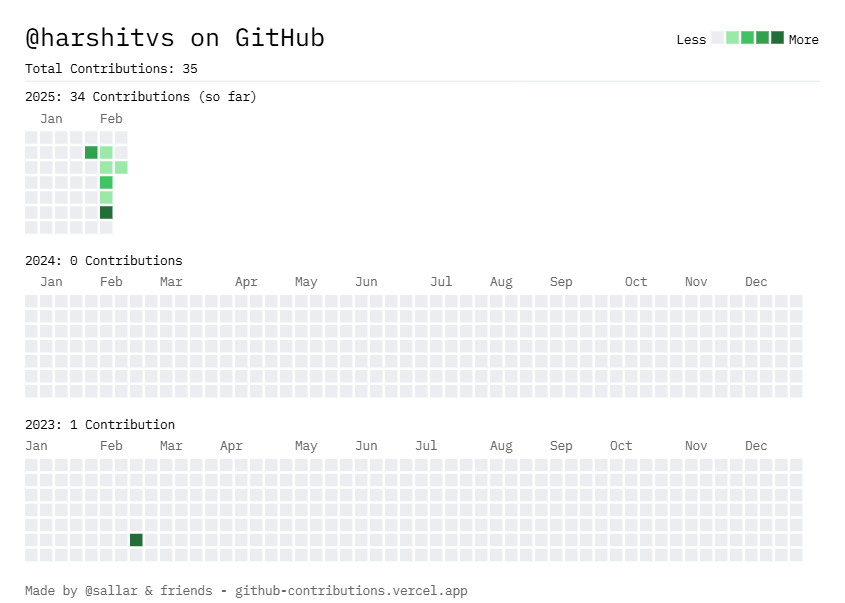 @harshitvs on GitHub
Less More
Total Contributions: 35
2025: 34 Contributions (so far)
Jan Feb
2024: 0 Contributions
Jan Feb Mar Apr May Jun Jul Aug Sep Oct Nov Dec
2023: 1 Contribution
Jan Feb Mar Apr May Jun Jul Aug Sep Oct Nov Dec
Made by @sallar & friends - github-contributions.vercel.app